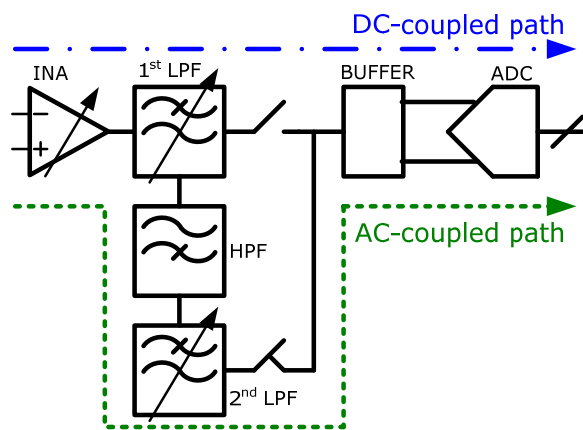 DC-coupled path
INA
1st LPF
BUFFER
ADC
AC-coupled path
HPF
2nd LPF